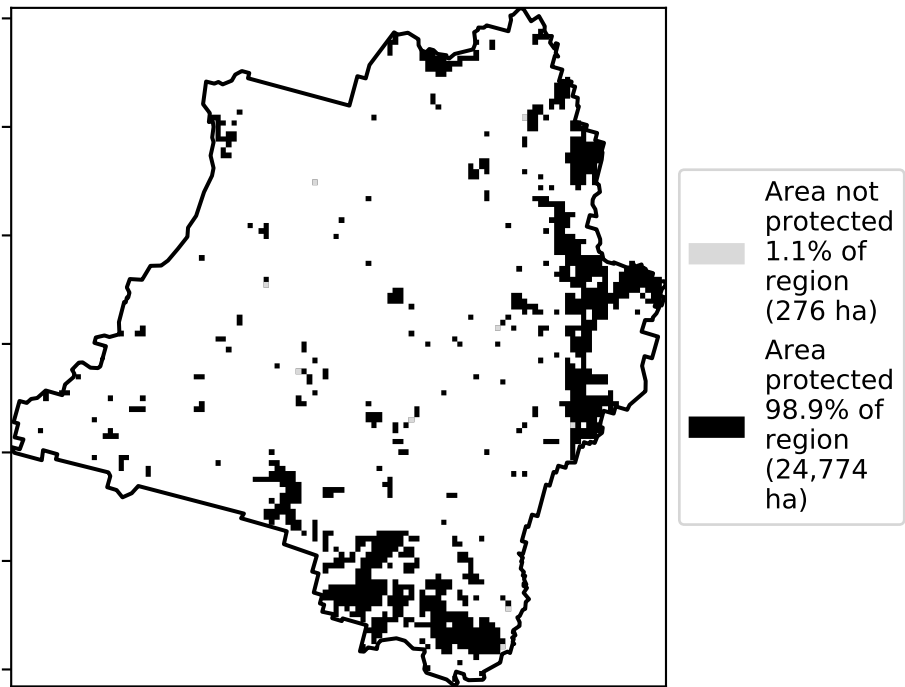 Area not
protected
1.1% of
region
(276 ha)
Area
protected
98.9% of
region
(24,774
ha)